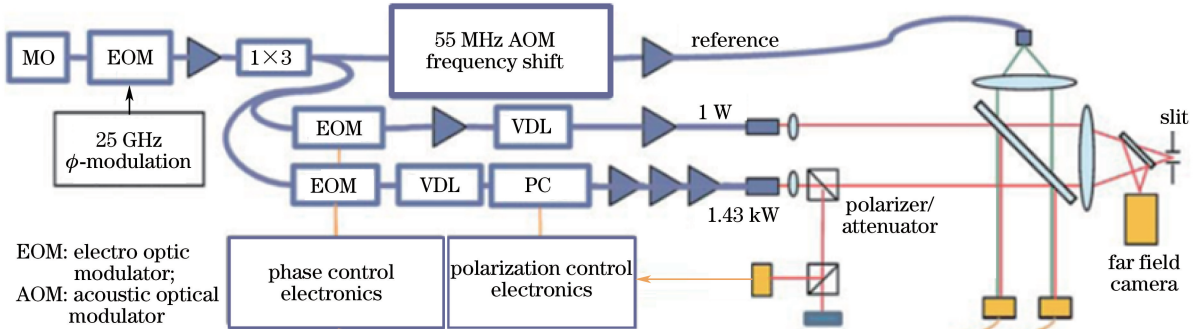 MO
EOM
1×3
55 MHz AOM
frequency shift
reference
25 GHz
ϕ-modulation
EOM
VDL
1 W
slit
EOM
VDL
PC
1.43 kW
polarizer/
attenuator
EOM: electro optic
modulator;
AOM: acoustic optical
modulator
phase control
electronics
polarization control
electronics
far field
camera